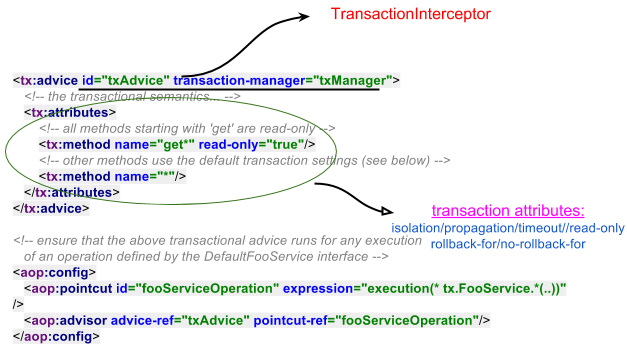 TransactionInterceptor
<tx:advice id="txAdvice" transaction-manager="txManager">
<!-- the transactional semantics... -->
<tx:attributes>
<!-- all methods starting with 'get' are read-only -->
<tx:method name="get*" read-only="true"/>
<!-- other methods use the default transaction settings (see below) -->
<tx:method name="*"/>
</tx:attributes>
</tx:advice>
transaction attributes:
isolation/propagation/timeout//read-only
rollback-for/no-rollback-for
<!-- ensure that the above transactional advice runs for any execution
of an operation defined by the DefaultFooService interface -->
<aop:config>
<aop:pointcut id="fooServiceOperation" expression="execution(* tx.FooService.*(..))"
/>
<aop:advisor advice-ref="txAdvice" pointcut-ref="fooServiceOperation"/>
</aop:config>